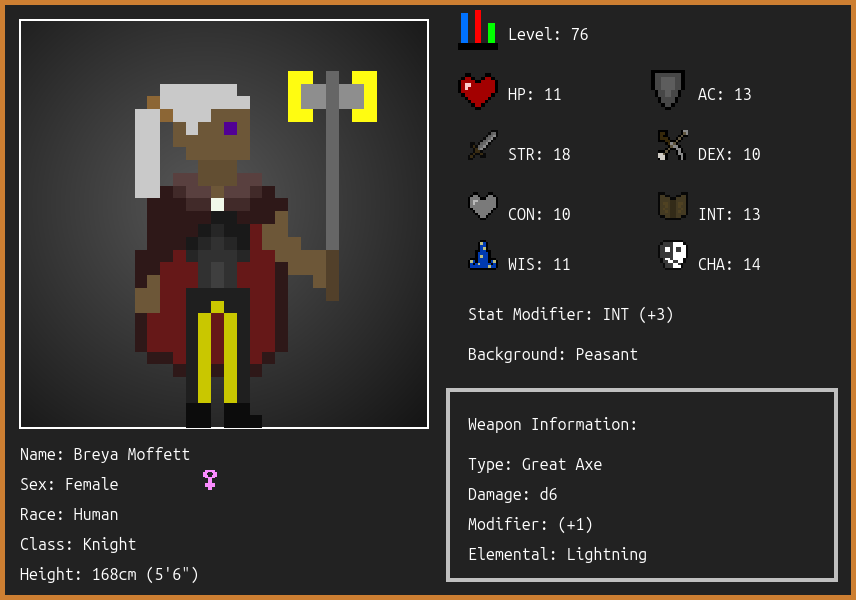 Level: 76
HP: 11
AC: 13
STR: 18
DEX: 10
CON: 10
INT: 13
WIS: 11
CHA: 14
Stat Modifier: INT (+3)
Background: Peasant
Weapon Information:
Type: Great Axe
Damage: d6
Modifier: (+1)
Elemental: Lightning
Name: Breya Moffett
Sex: Female
Race: Human
Class: Knight
Height: 168cm (5'6")